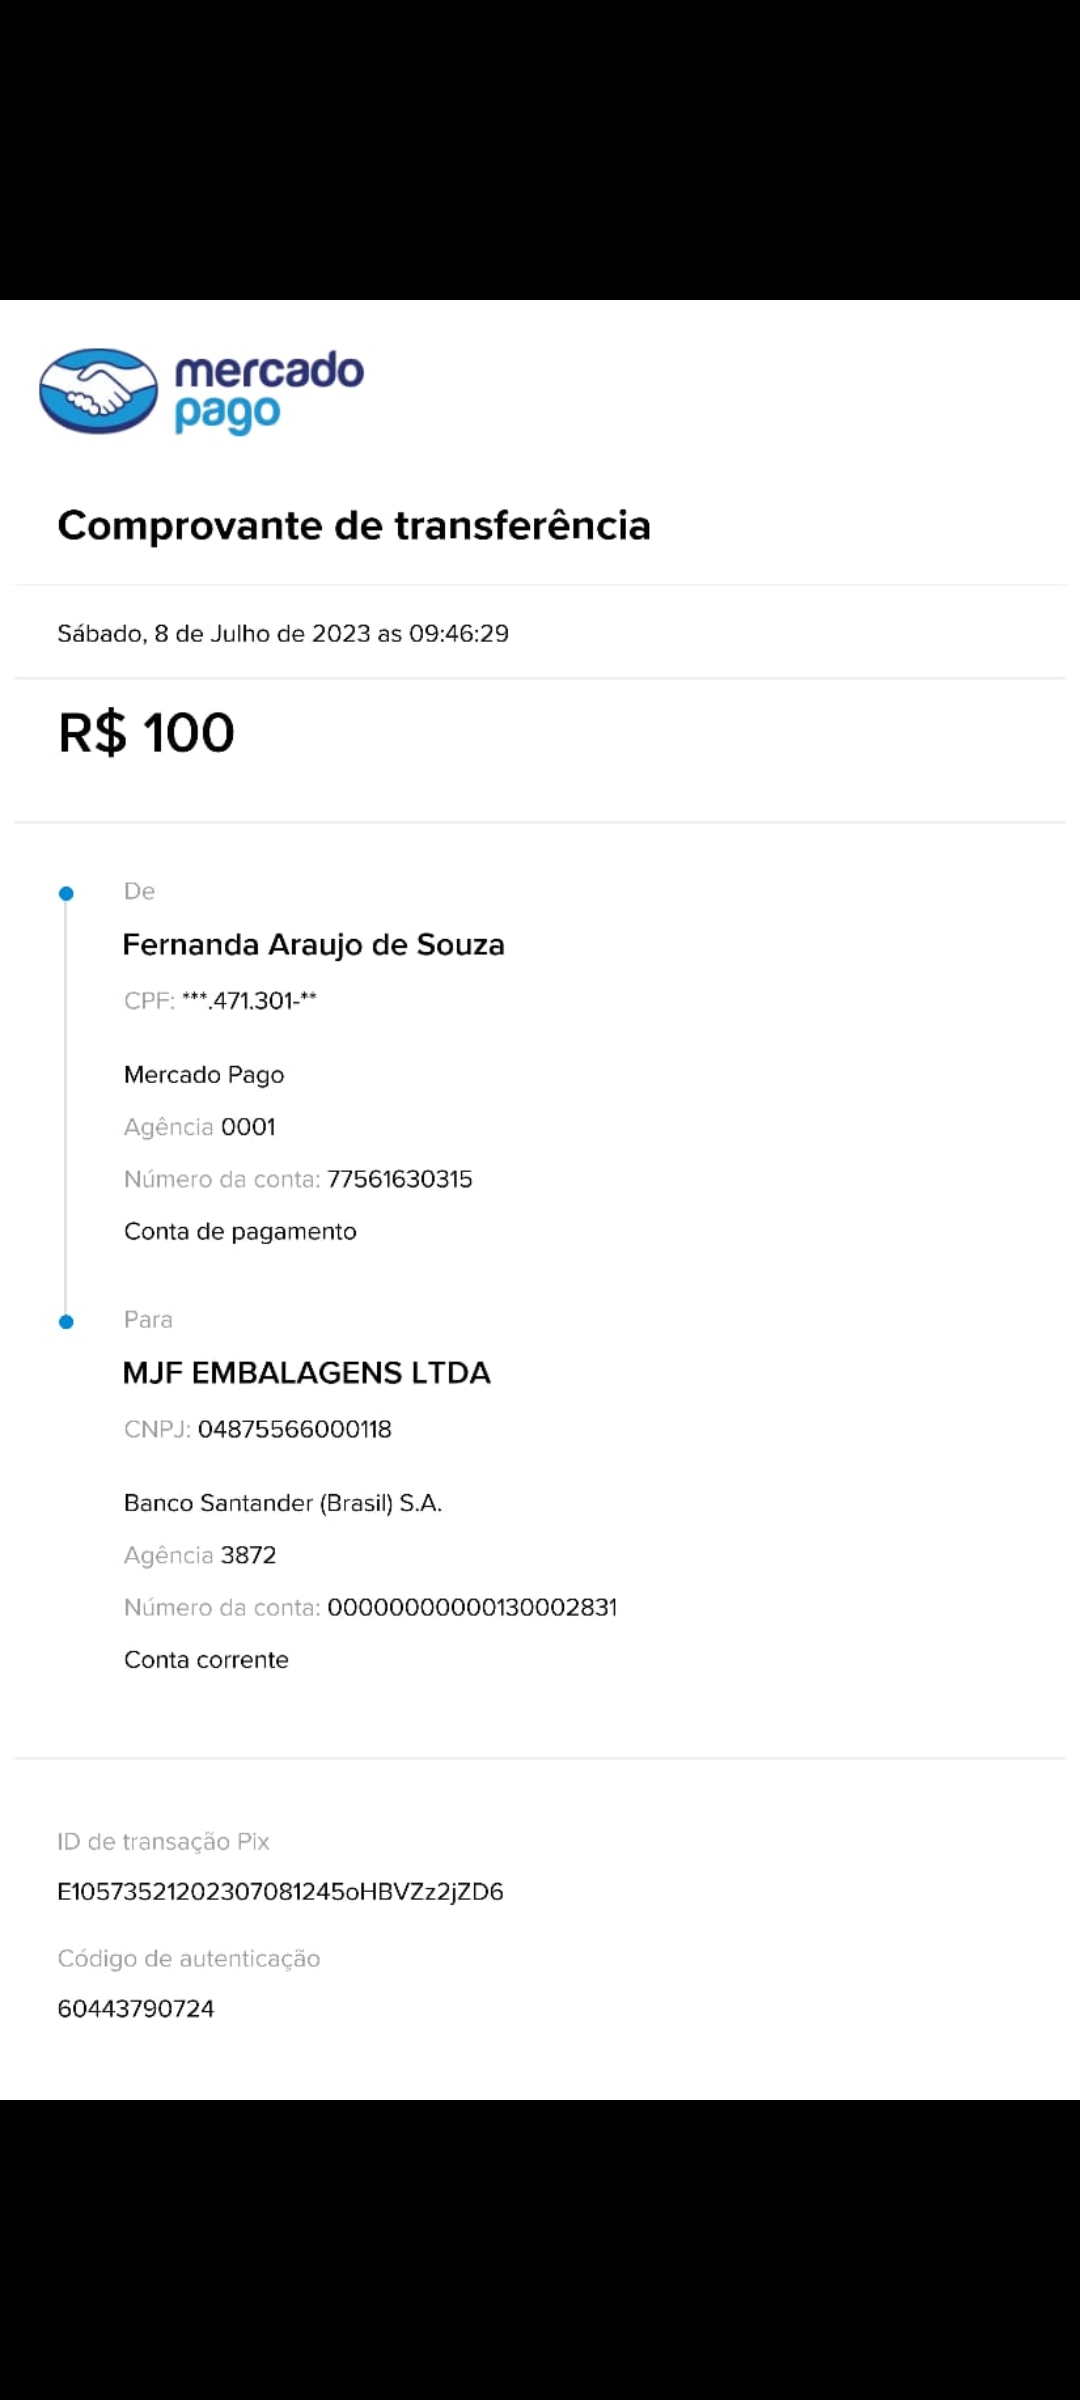 mercado
pago
Comprovante de transferência
Sábado, 8 de Julho de 2023 as 09:46:29
R$ 100
De
Fernanda Araujo de Souza
CPF: ***.471.301-**
Mercado Pago
Agência 0001
Número da conta: 77561630315
Conta de pagamento
Para
MJF EMBALAGENS LTDA
CNPJ: 04875566000118
Banco Santander (Brasil) S.A.
Agência 3872
Número da conta: 00000000000130002831
Conta corrente
ID de transação Pix
E10573521202307081245oHBVZz2jZD6
Código de autenticação
60443790724